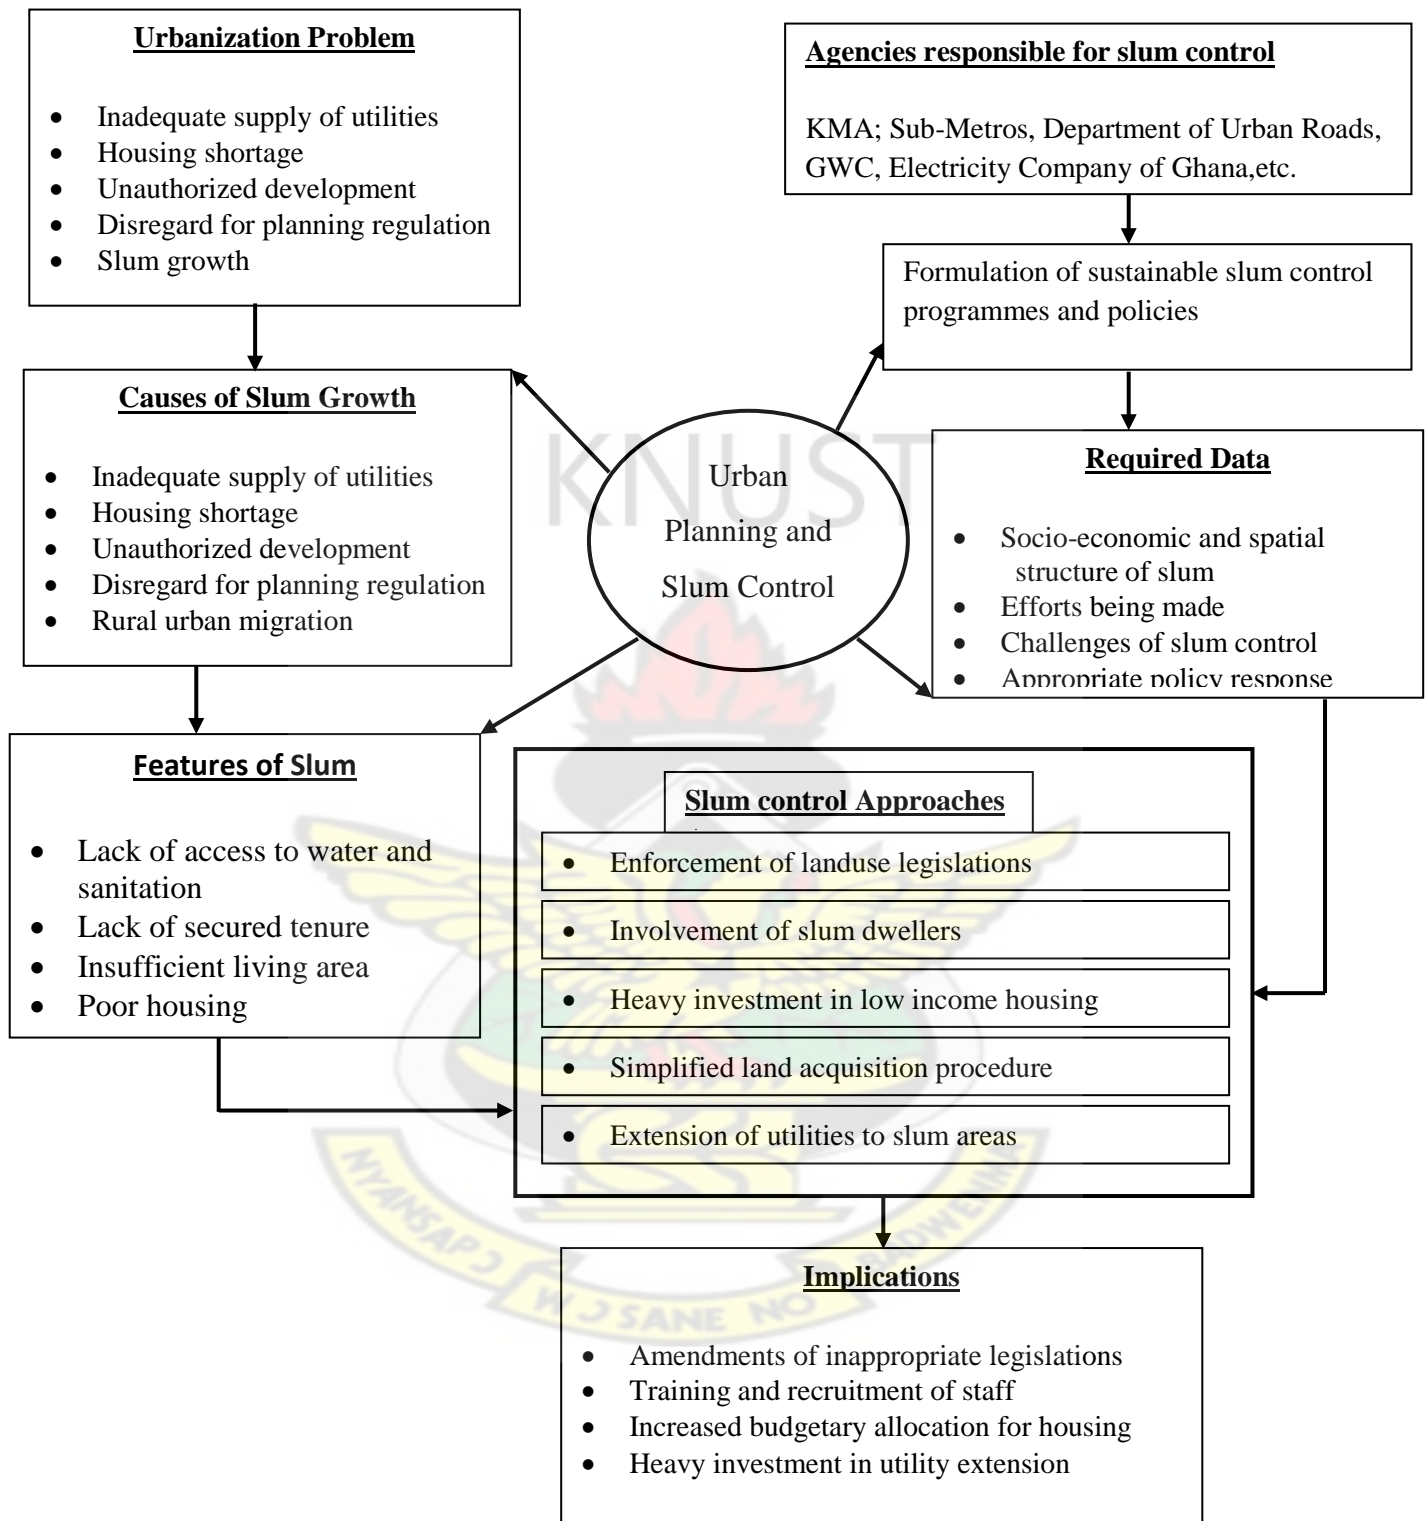 Urbanization Problem
• Inadequate supply of utilities
• Housing shortage
• Unauthorized development
• Disregard for planning regulation
• Slum growth
Agencies responsible for slum control
KMA; Sub-Metros, Department of Urban Roads,
GWC, Electricity Company of Ghana,etc.
Formulation of sustainable slum control
programmes and policies
Causes of Slum Growth
• Inadequate supply of utilities
• Housing shortage
• Unauthorized development
• Disregard for planning regulation
• Rural urban migration
KNUST
Urban
Planning and
Slum Control
Required Data
• Socio-economic and spatial
structure of slum
• Efforts being made
• Challenges of slum control
• Appropriate policy response
Features of Slum
• Lack of access to water and
sanitation
• Lack of secured tenure
• Insufficient living area
• Poor housing
Slum control Approaches
• Enforcement of landuse legislations
• Involvement of slum dwellers
• Heavy investment in low income housing
• Simplified land acquisition procedure
• Extension of utilities to slum areas
NYANSAPƆ WƆ SANE NO BADWENMA
Implications
• Amendments of inappropriate legislations
• Training and recruitment of staff
• Increased budgetary allocation for housing
• Heavy investment in utility extension